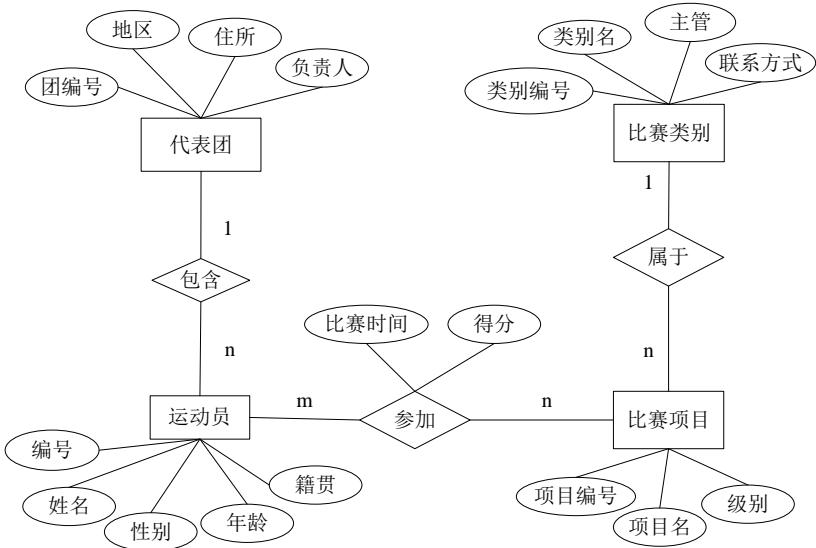 地区
住所
团编号
负责人
代表团
1
包含
n
类别名
主管
类别编号
联系方式
比赛类别
1
属于
n
比赛时间
得分
运动员
m
参加
n
比赛项目
编号
姓名
性别
年龄
籍贯
项目编号
项目名
级别